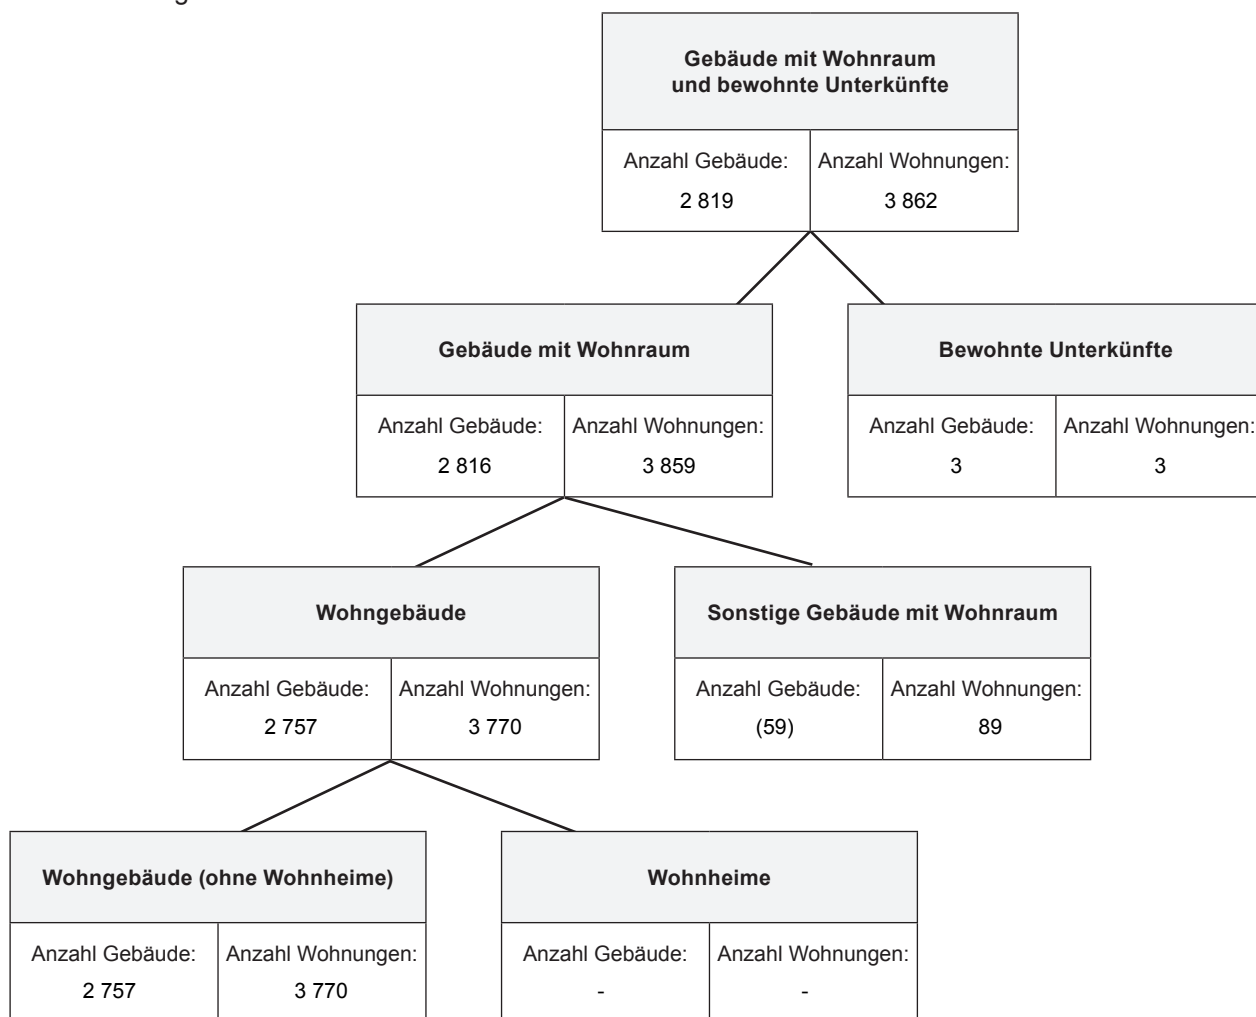 Gebäude mit Wohnraum
und bewohnte Unterkünfte
Anzahl Gebäude: Anzahl Wohnungen:
2 819 3 862
Gebäude mit Wohnraum Bewohnte Unterkünfte
Anzahl Gebäude: Anzahl Wohnungen: Anzahl Gebäude: Anzahl Wohnungen:
2 816 3 859 3 3
Wohngebäude Sonstige Gebäude mit Wohnraum
Anzahl Gebäude: Anzahl Wohnungen: Anzahl Gebäude: Anzahl Wohnungen:
2 757 3 770 (59) 89
Wohngebäude (ohne Wohnheime) Wohnheime
Anzahl Gebäude: Anzahl Wohnungen: Anzahl Gebäude: Anzahl Wohnungen:
2 757 3 770 - -